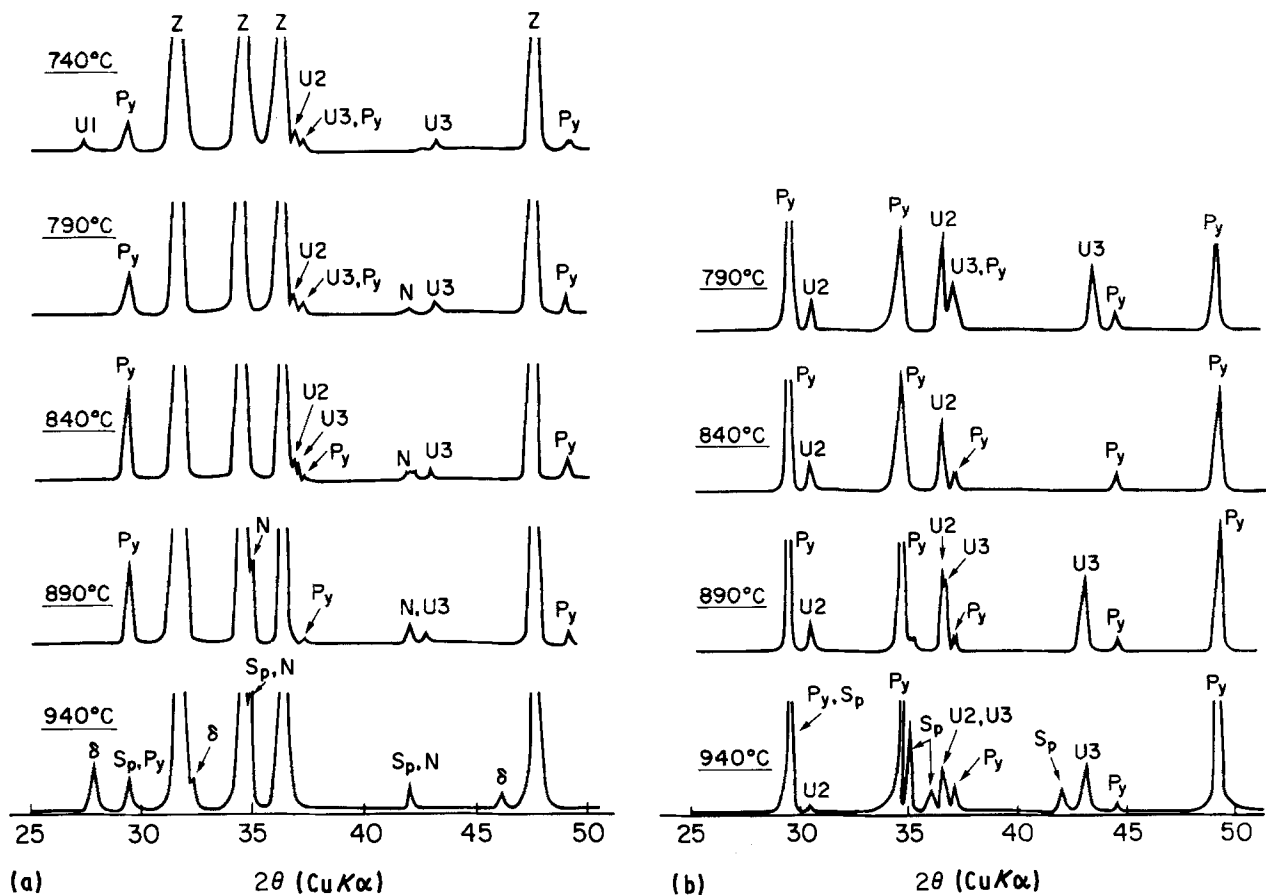 Z Z Z Z
740°C
U1 Py U2 U3,Py U3 Py
790°C
Py U2 U3,Py N U3 Py
840°C
Py U2 U3 Py N U3 Py
890°C
Py N Py N,U3 Py
940°C
δ Sp,Py δ Sp,N Sp,N δ
25 30 35 40 45 50
(a) 2θ (CuKα)
790°C
Py U2 Py U2 U3,Py U3 Py Py
840°C
Py U2 Py U2 Py Py Py
890°C
Py U2 Py U2 U3 Py U3 Py Py
940°C
Py,Sp U2 Py Sp U2,U3 Py Sp U3 Py Py
25 30 35 40 45 50
(b) 2θ (CuKα)